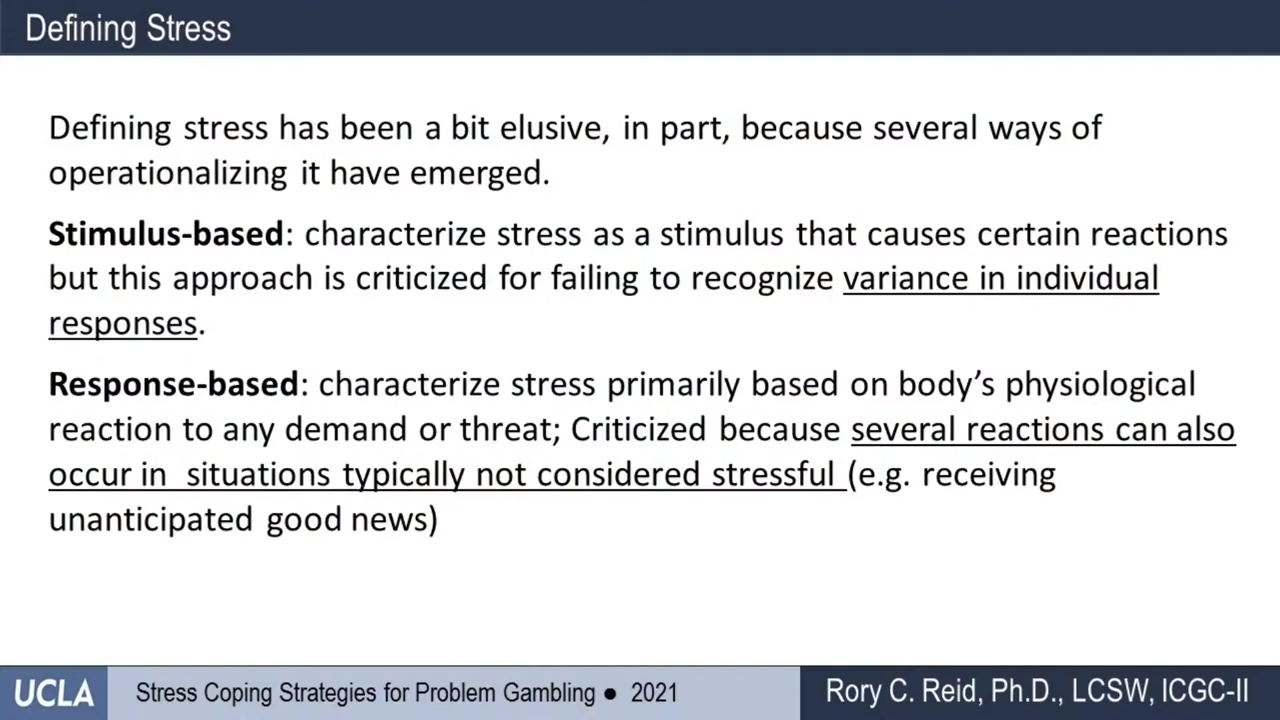 Defining Stress
Defining stress has been a bit elusive, in part, because several ways of
operationalizing it have emerged.
Stimulus-based: characterize stress as a stimulus that causes certain reactions
but this approach is criticized for failing to recognize variance in individual
responses.
Response-based: characterize stress primarily based on body’s physiological
reaction to any demand or threat; Criticized because several reactions can also
occur in  situations typically not considered stressful (e.g. receiving
unanticipated good news)
UCLA
Stress Coping Strategies for Problem Gambling ● 2021
Rory C. Reid, Ph.D., LCSW, ICGC-II